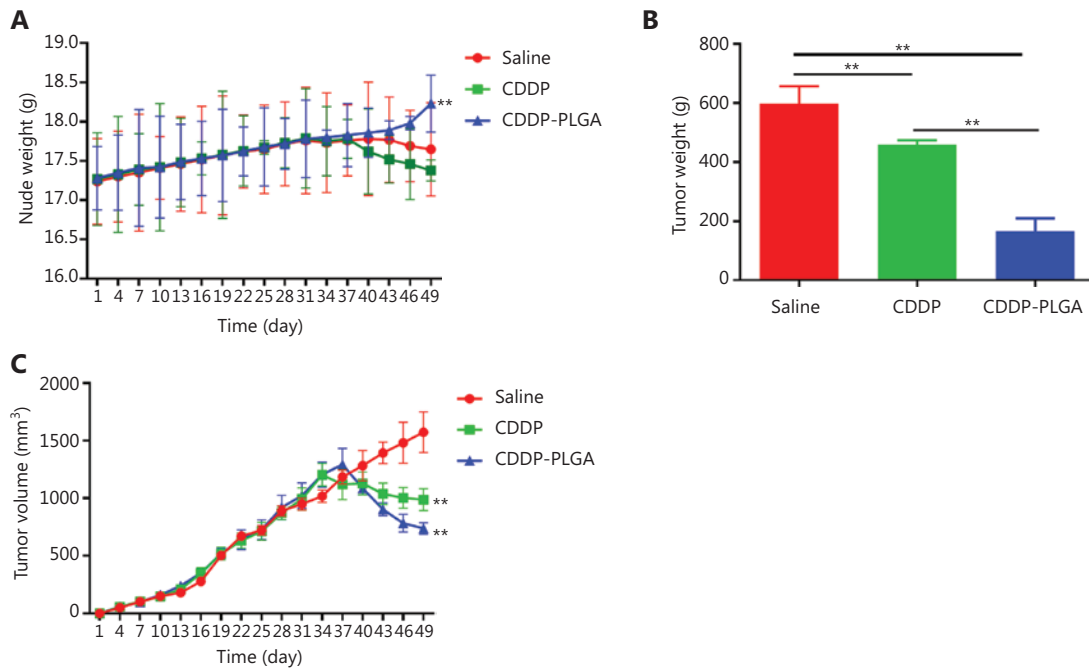 A
Nude weight (g)
19.0
18.5
18.0
17.5
17.0
16.5
16.0
1 4 7 10 13 16 19 22 25 28 31 34 37 40 43 46 49
Time (day)
Saline
CDDP
CDDP-PLGA
**
B
Tumor weight (g)
800
600
400
200
0
**
**
**
Saline CDDP CDDP-PLGA
C
Tumor volume (mm³)
2000
1500
1000
500
0
1 4 7 10 13 16 19 22 25 28 31 34 37 40 43 46 49
Time (day)
Saline
CDDP
CDDP-PLGA
**
**